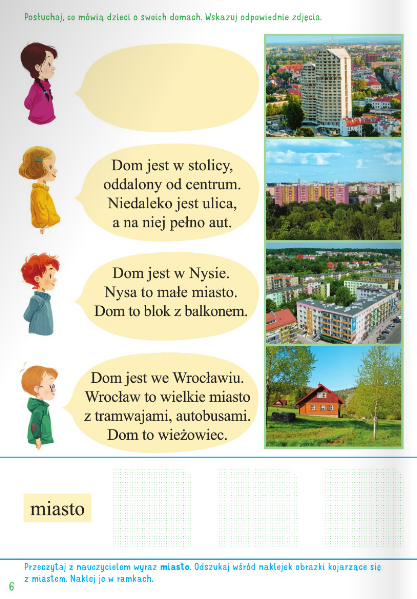 Posłuchaj, co mówią dzieci o swoich domach. Wskazuj odpowiednie zdjęcia.
Dom jest w stolicy,
oddalony od centrum.
Niedaleko jest ulica,
a na niej pełno aut.
Dom jest w Nysie.
Nysa to małe miasto.
Dom to blok z balkonem.
Dom jest we Wrocławiu.
Wrocław to wielkie miasto
z tramwajami, autobusami.
Dom to wieżowiec.
miasto
Przeczytaj z nauczycielem wyraz miasto. Odszukaj wśród naklejek obrazki kojarzące się
z miastem. Naklej je w ramkach.
6